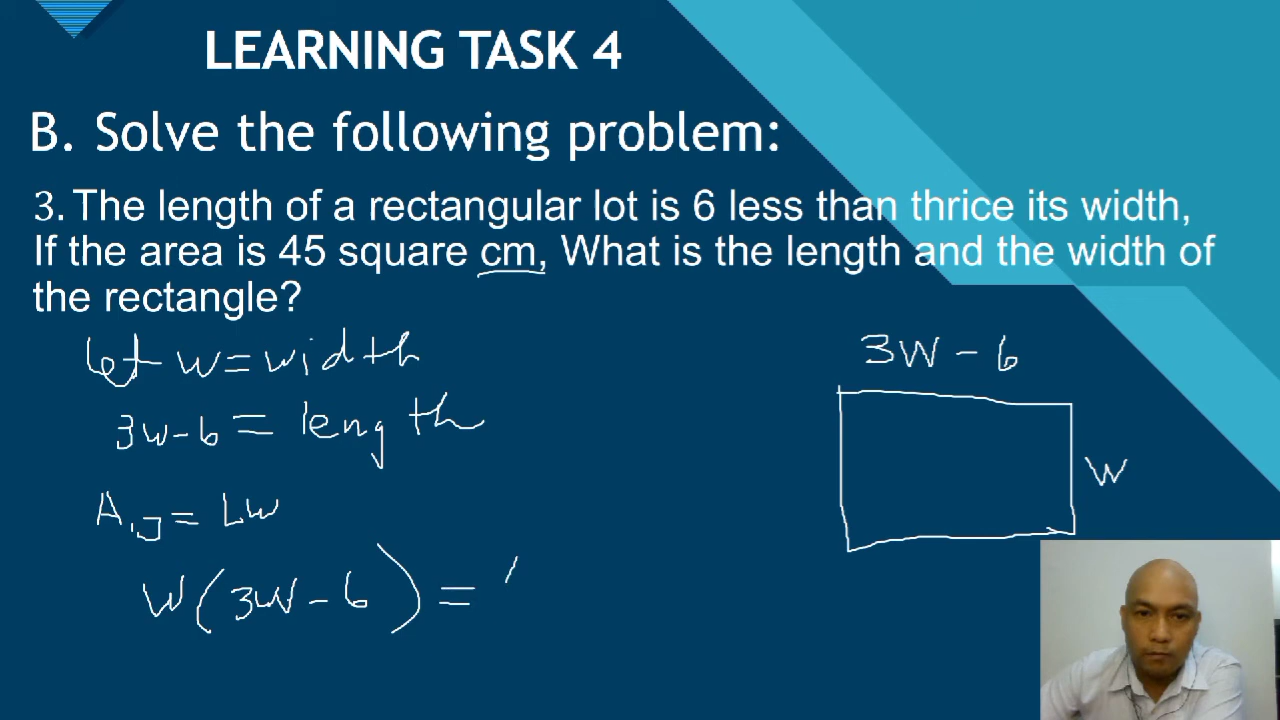 LEARNING TASK 4
B. Solve the following problem:
3. The length of a rectangular lot is 6 less than thrice its width,
If the area is 45 square cm, What is the length and the width of
the rectangle?
let w = width
3w - 6 = length
A = LW
W(3W - 6) =
3W - 6
W